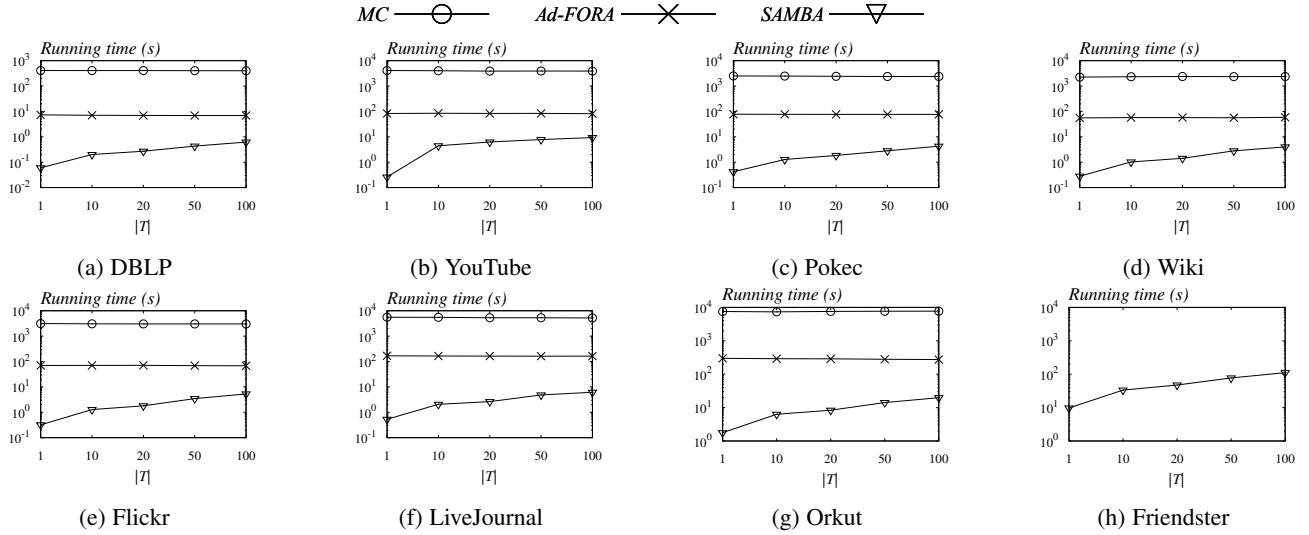 MC Ad-FORA SAMBA
Running time (s)
10^3
10^2
10^1
10^0
10^-1
10^-2
1 10 20 50 100
|T|
(a) DBLP
Running time (s)
10^4
10^3
10^2
10^1
10^0
10^-1
1 10 20 50 100
|T|
(b) YouTube
Running time (s)
10^4
10^3
10^2
10^1
10^0
10^-1
1 10 20 50 100
|T|
(c) Pokec
Running time (s)
10^4
10^3
10^2
10^1
10^0
10^-1
1 10 20 50 100
|T|
(d) Wiki
Running time (s)
10^4
10^3
10^2
10^1
10^0
10^-1
1 10 20 50 100
|T|
(e) Flickr
Running time (s)
10^4
10^3
10^2
10^1
10^0
10^-1
1 10 20 50 100
|T|
(f) LiveJournal
Running time (s)
10^4
10^3
10^2
10^1
10^0
1 10 20 50 100
|T|
(g) Orkut
Running time (s)
10^4
10^3
10^2
10^1
10^0
1 10 20 50 100
|T|
(h) Friendster